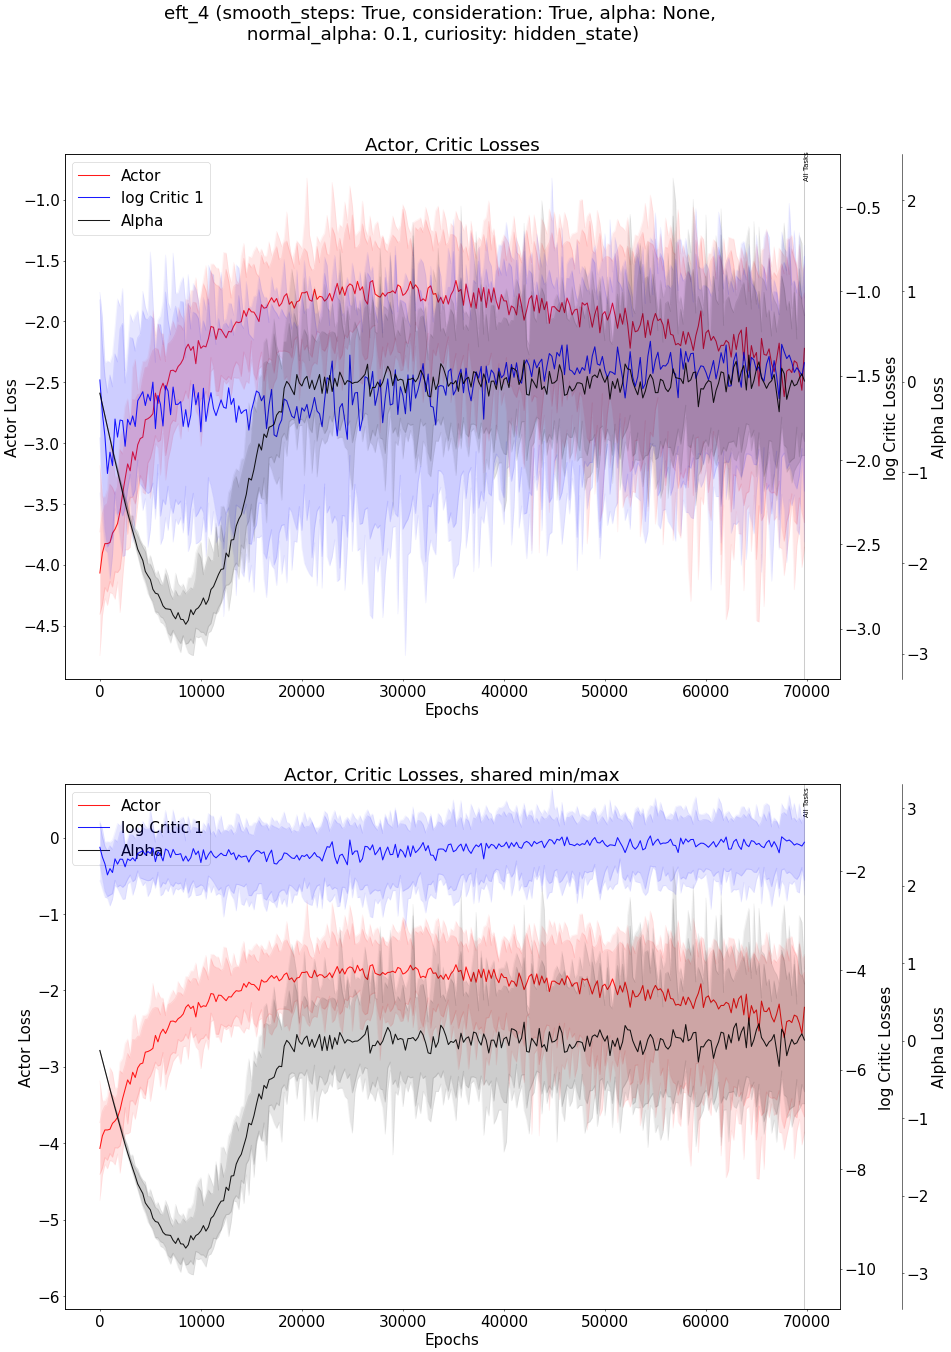 eft_4 (smooth_steps: True, consideration: True, alpha: None,
normal_alpha: 0.1, curiosity: hidden_state)
Actor, Critic Losses
Actor
log Critic 1
Alpha
All Tasks
−1.0
−1.5
−2.0
−2.5
−3.0
−3.5
−4.0
−4.5
Actor Loss
−0.5
−1.0
−1.5
−2.0
−2.5
−3.0
log Critic Losses
2
1
0
−1
−2
−3
Alpha Loss
0
10000
20000
30000
40000
50000
60000
70000
Epochs
Actor, Critic Losses, shared min/max
Actor
log Critic 1
Alpha
All Tasks
0
−1
−2
−3
−4
−5
−6
Actor Loss
−2
−4
−6
−8
−10
log Critic Losses
3
2
1
0
−1
−2
−3
Alpha Loss
0
10000
20000
30000
40000
50000
60000
70000
Epochs